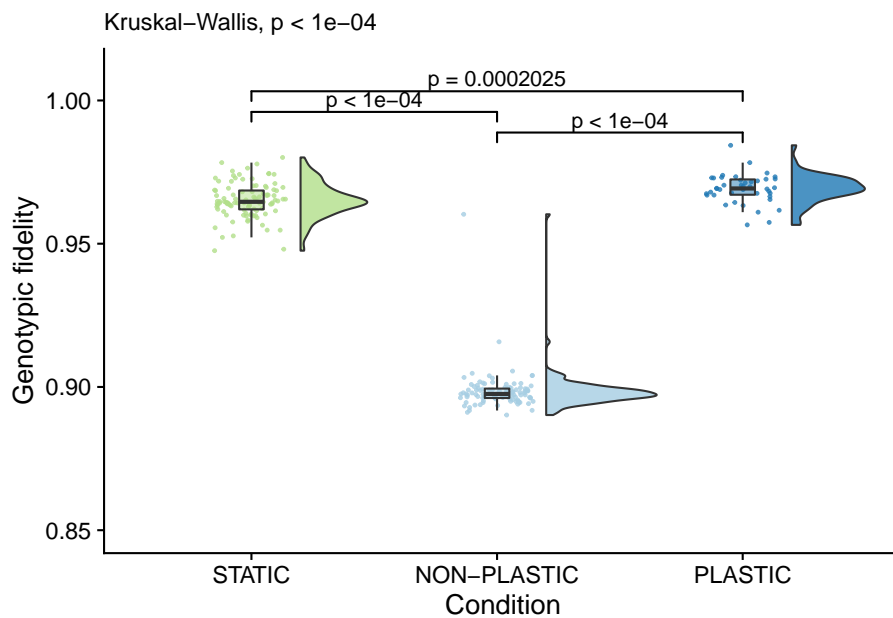 Kruskal−Wallis, p < 1e−04
p = 0.0002025
p < 1e−04
p < 1e−04
1.00
0.95
0.90
0.85
Genotypic fidelity
STATIC NON−PLASTIC PLASTIC
Condition